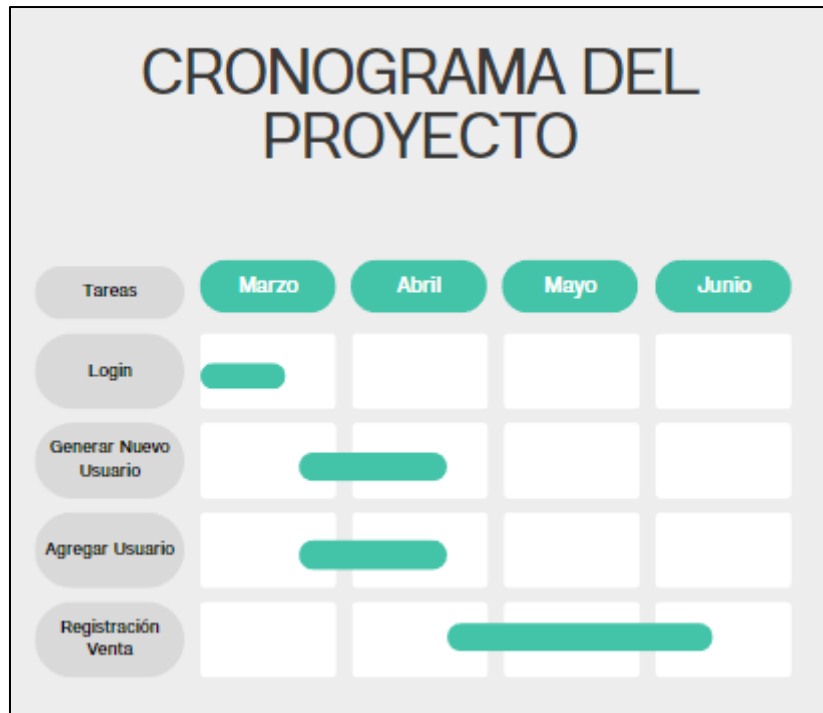 CRONOGRAMA DEL
PROYECTO
Tareas
Marzo
Abril
Mayo
Junio
Login
Generar Nuevo
Usuario
Agregar Usuario
Registración
Venta